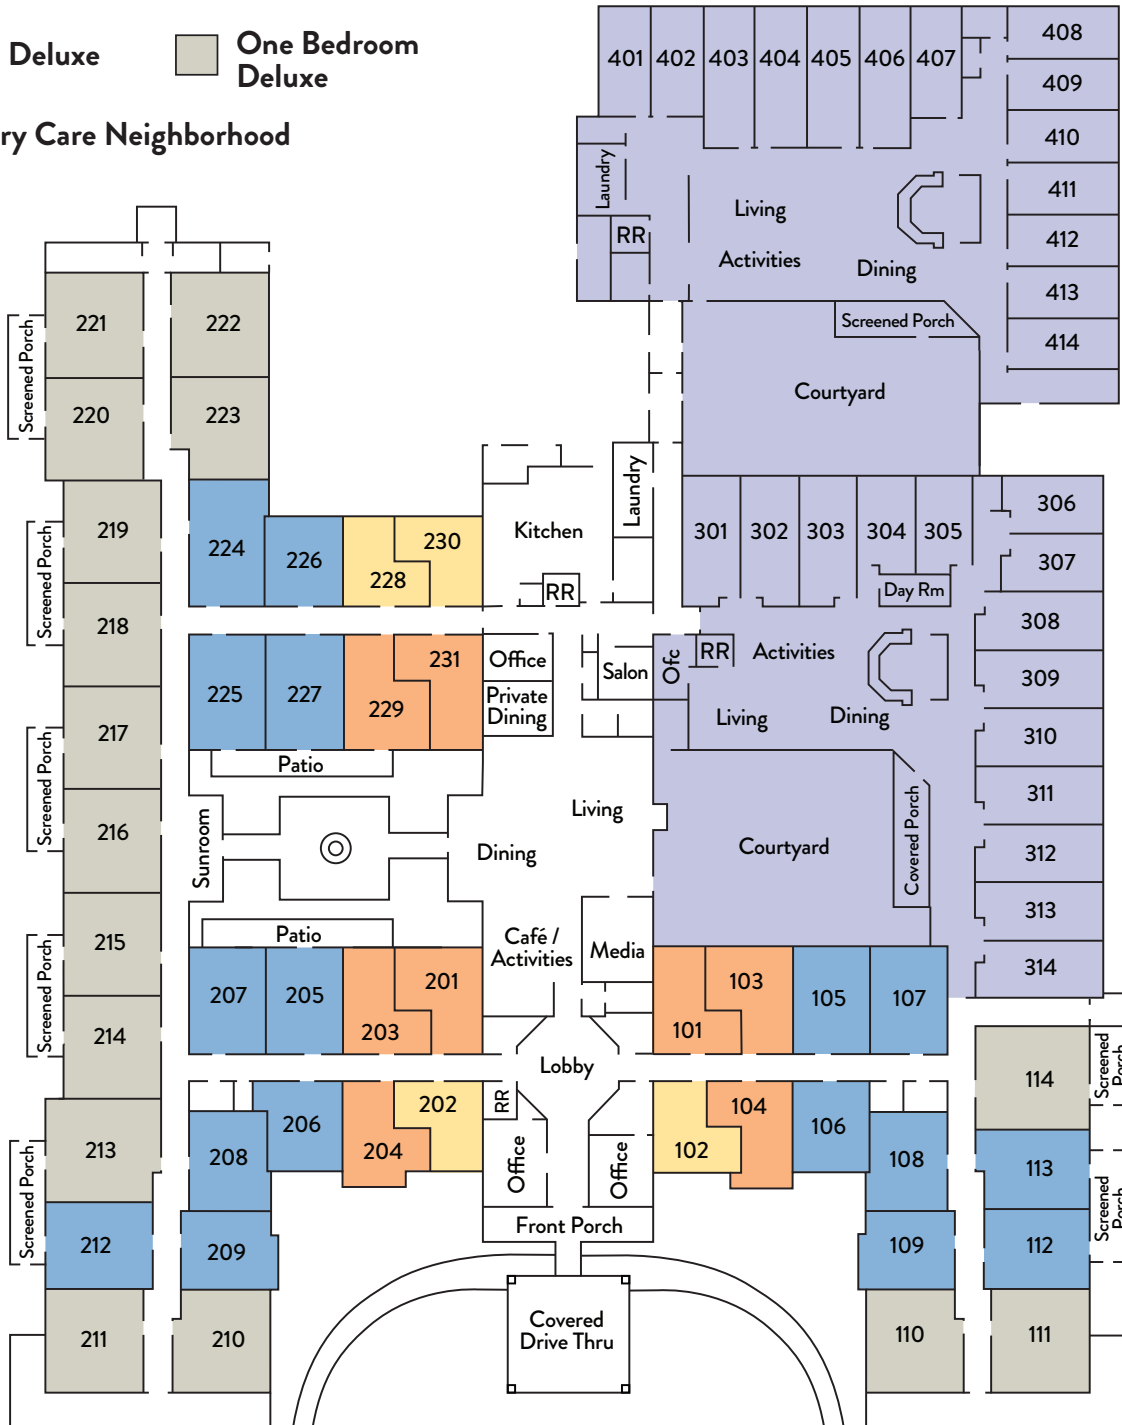 Deluxe
One Bedroom
Deluxe
ry Care Neighborhood
401 402 403 404 405 406 407
408
409
410
411
412
413
414
Laundry
RR
Living
Activities
Dining
Screened Porch
Courtyard
221
222
220
223
Screened Porch
219
218
Screened Porch
224
226
228
230
Kitchen
RR
Laundry
301 302 303 304 305
306
307
308
309
310
311
312
313
314
Day Rm
225
227
229
231
Office
Private
Dining
Salon
Ofc
RR
Activities
Living
Dining
217
216
Screened Porch
Patio
Sunroom
Living
Dining
Courtyard
Covered Porch
215
214
Screened Porch
Patio
Café /
Activities
Media
207
205
203
201
101
103
105
107
Lobby
114
Screened
Porch
213
Screened Porch
208
206
204
202
RR
Office
Office
102
104
106
108
113
Screened
Porch
212
209
Front Porch
109
112
211
210
Covered
Drive Thru
110
111